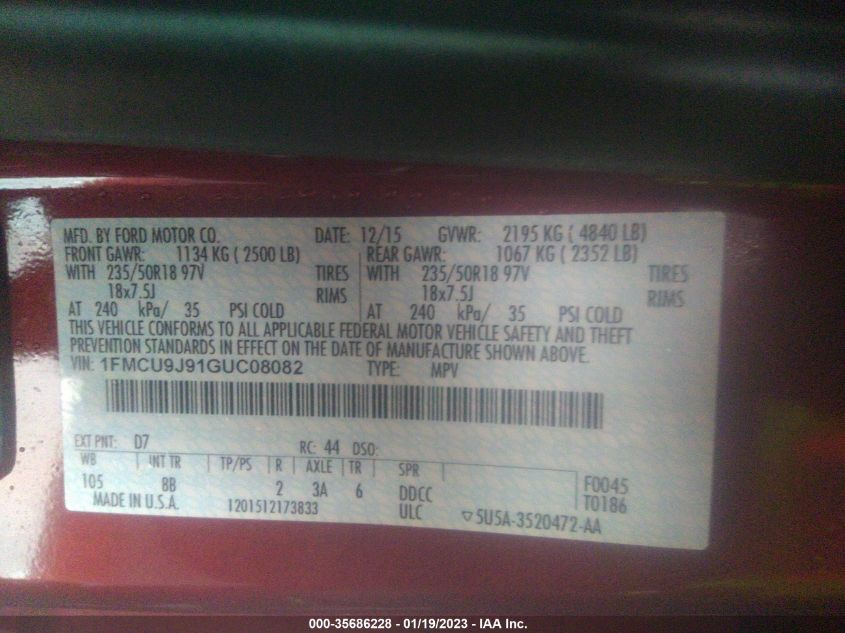 MFD. BY FORD MOTOR CO. DATE: 12/15 GVWR: 2195 KG ( 4840 LB)
FRONT GAWR: 1134 KG ( 2500 LB) REAR GAWR: 1067 KG ( 2352 LB)
WITH 235/50R18 97V TIRES WITH 235/50R18 97V TIRES
18x7.5J RIMS 18x7.5J RIMS
AT 240 kPa/ 35 PSI COLD AT 240 kPa/ 35 PSI COLD
THIS VEHICLE CONFORMS TO ALL APPLICABLE FEDERAL MOTOR VEHICLE SAFETY AND THEFT
PREVENTION STANDARDS IN EFFECT ON THE DATE OF MANUFACTURE SHOWN ABOVE.
VIN: 1FMCU9J91GUC08082 TYPE: MPV
EXT PNT: D7 RC: 44 DSO:
WB INT TR TP/PS R AXLE TR SPR
105 BB 2 3A 6 DDCC F0045
MADE IN U.S.A. 1201512173833 ULC ▽5U5A-3520472-AA T0186
000-35686228 - 01/19/2023 - IAA Inc.